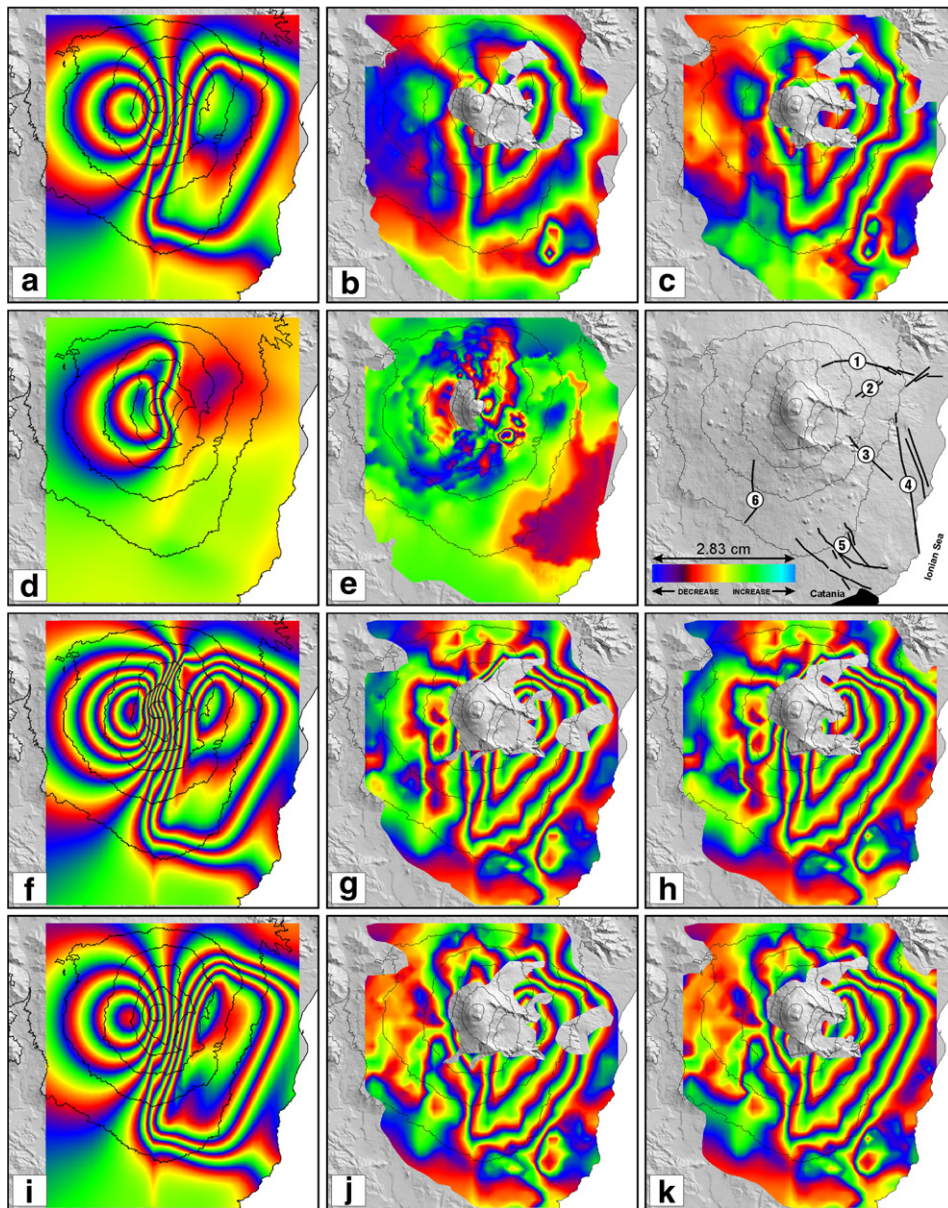 a
b
c
d
e
1
2
3
4
6
5
2.83 cm
DECREASE INCREASE
Catania
Ionian Sea
f
g
h
i
j
k